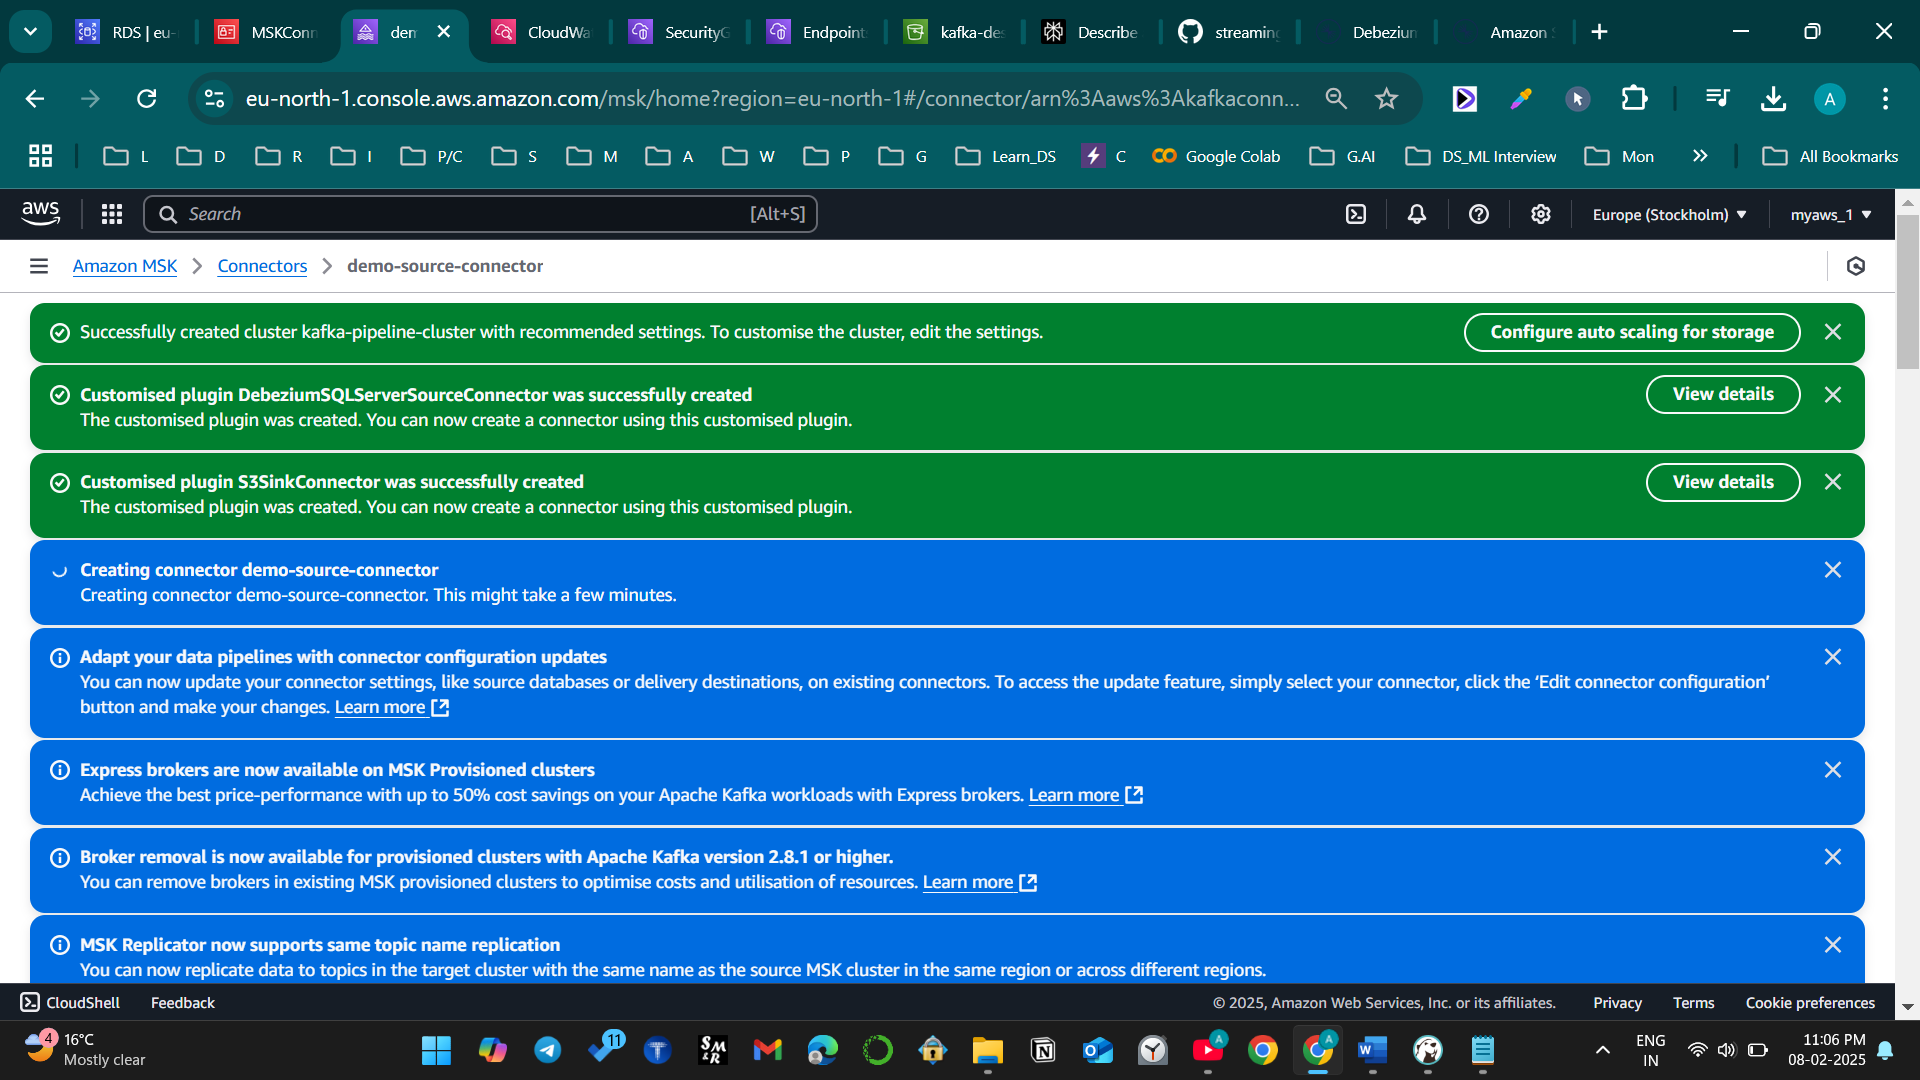 RDS | eu-
MSKConn
den
CloudWa
SecurityG
Endpoint
kafka-des
Describe
streaming
Debezium
Amazon S
eu-north-1.console.aws.amazon.com/msk/home?region=eu-north-1#/connector/arn%3Aaws%3Akafkaconn...
A
L
D
R
I
P/C
S
M
A
W
P
G
Learn_DS
C
Google Colab
G.AI
DS_ML Interview
Mon
All Bookmarks
aws
Search
[Alt+S]
Europe (Stockholm)
myaws_1
Amazon MSK
Connectors
demo-source-connector
Successfully created cluster kafka-pipeline-cluster with recommended settings. To customise the cluster, edit the settings.
Configure auto scaling for storage
Customised plugin DebeziumSQLServerSourceConnector was successfully created
The customised plugin was created. You can now create a connector using this customised plugin.
View details
Customised plugin S3SinkConnector was successfully created
The customised plugin was created. You can now create a connector using this customised plugin.
View details
Creating connector demo-source-connector
Creating connector demo-source-connector. This might take a few minutes.
Adapt your data pipelines with connector configuration updates
You can now update your connector settings, like source databases or delivery destinations, on existing connectors. To access the update feature, simply select your connector, click the ‘Edit connector configuration’
button and make your changes. Learn more
Express brokers are now available on MSK Provisioned clusters
Achieve the best price-performance with up to 50% cost savings on your Apache Kafka workloads with Express brokers. Learn more
Broker removal is now available for provisioned clusters with Apache Kafka version 2.8.1 or higher.
You can remove brokers in existing MSK provisioned clusters to optimise costs and utilisation of resources. Learn more
MSK Replicator now supports same topic name replication
You can now replicate data to topics in the target cluster with the same name as the source MSK cluster in the same region or across different regions.
CloudShell
Feedback
© 2025, Amazon Web Services, Inc. or its affiliates.
Privacy
Terms
Cookie preferences
4
16°C
Mostly clear
11
SM
&R
A
A
ENG
IN
11:06 PM
08-02-2025